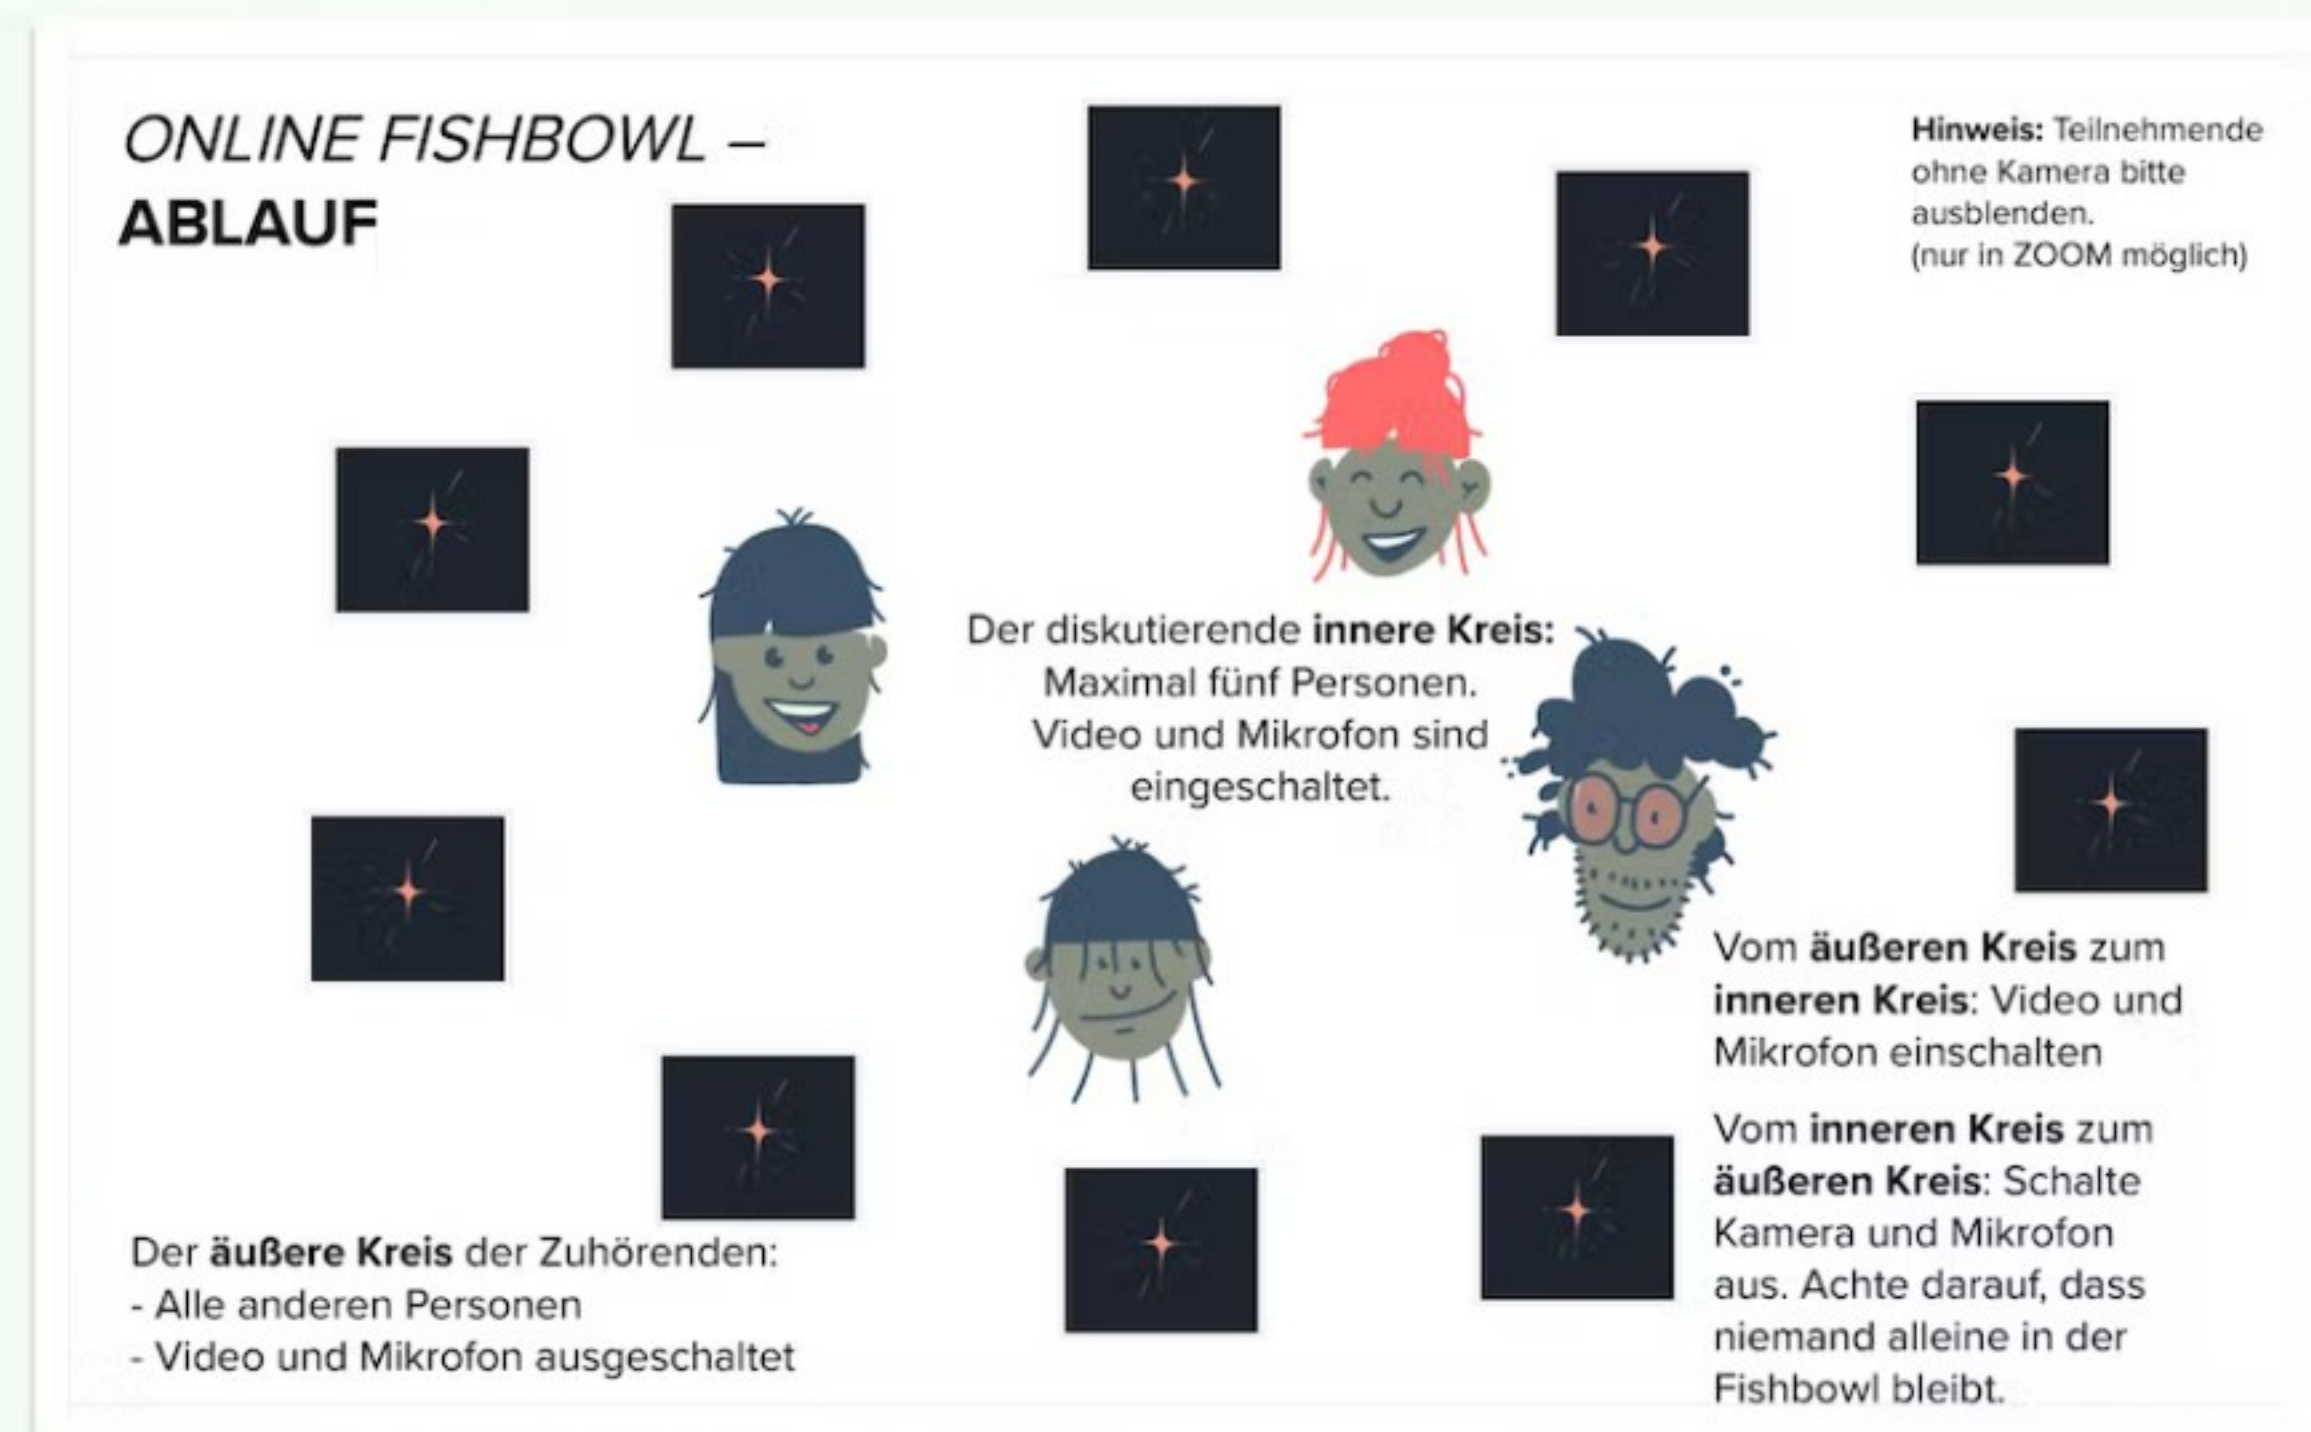 ONLINE FISHBOWL –
ABLAUF
Hinweis: Teilnehmende
ohne Kamera bitte
ausblenden.
(nur in ZOOM möglich)
Der diskutierende innere Kreis:
Maximal fünf Personen.
Video und Mikrofon sind
eingeschaltet.
Vom äußeren Kreis zum
inneren Kreis: Video und
Mikrofon einschalten
Vom inneren Kreis zum
äußeren Kreis: Schalte
Kamera und Mikrofon
aus. Achte darauf, dass
niemand alleine in der
Fishbowl bleibt.
Der äußere Kreis der Zuhörenden:
- Alle anderen Personen
- Video und Mikrofon ausgeschaltet